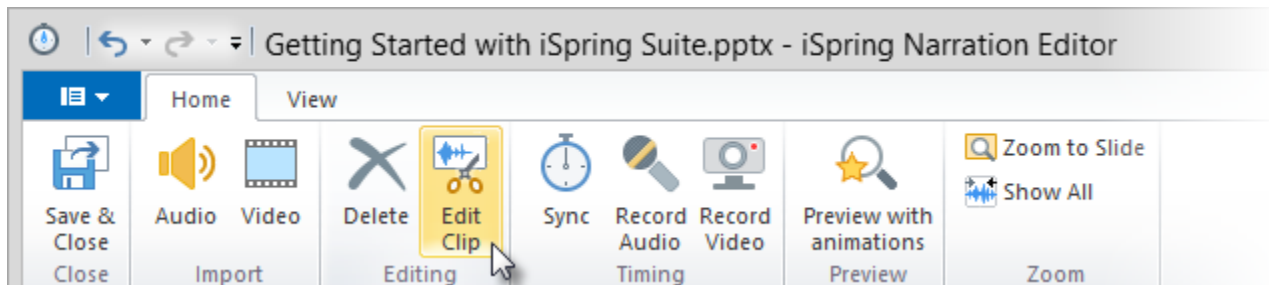 Getting Started with iSpring Suite.pptx - iSpring Narration Editor
Home View
Save & Close
Audio
Video
Delete
Edit Clip
Sync
Record Audio
Record Video
Preview with animations
Zoom to Slide
Show All
Close Import Editing Timing Preview Zoom